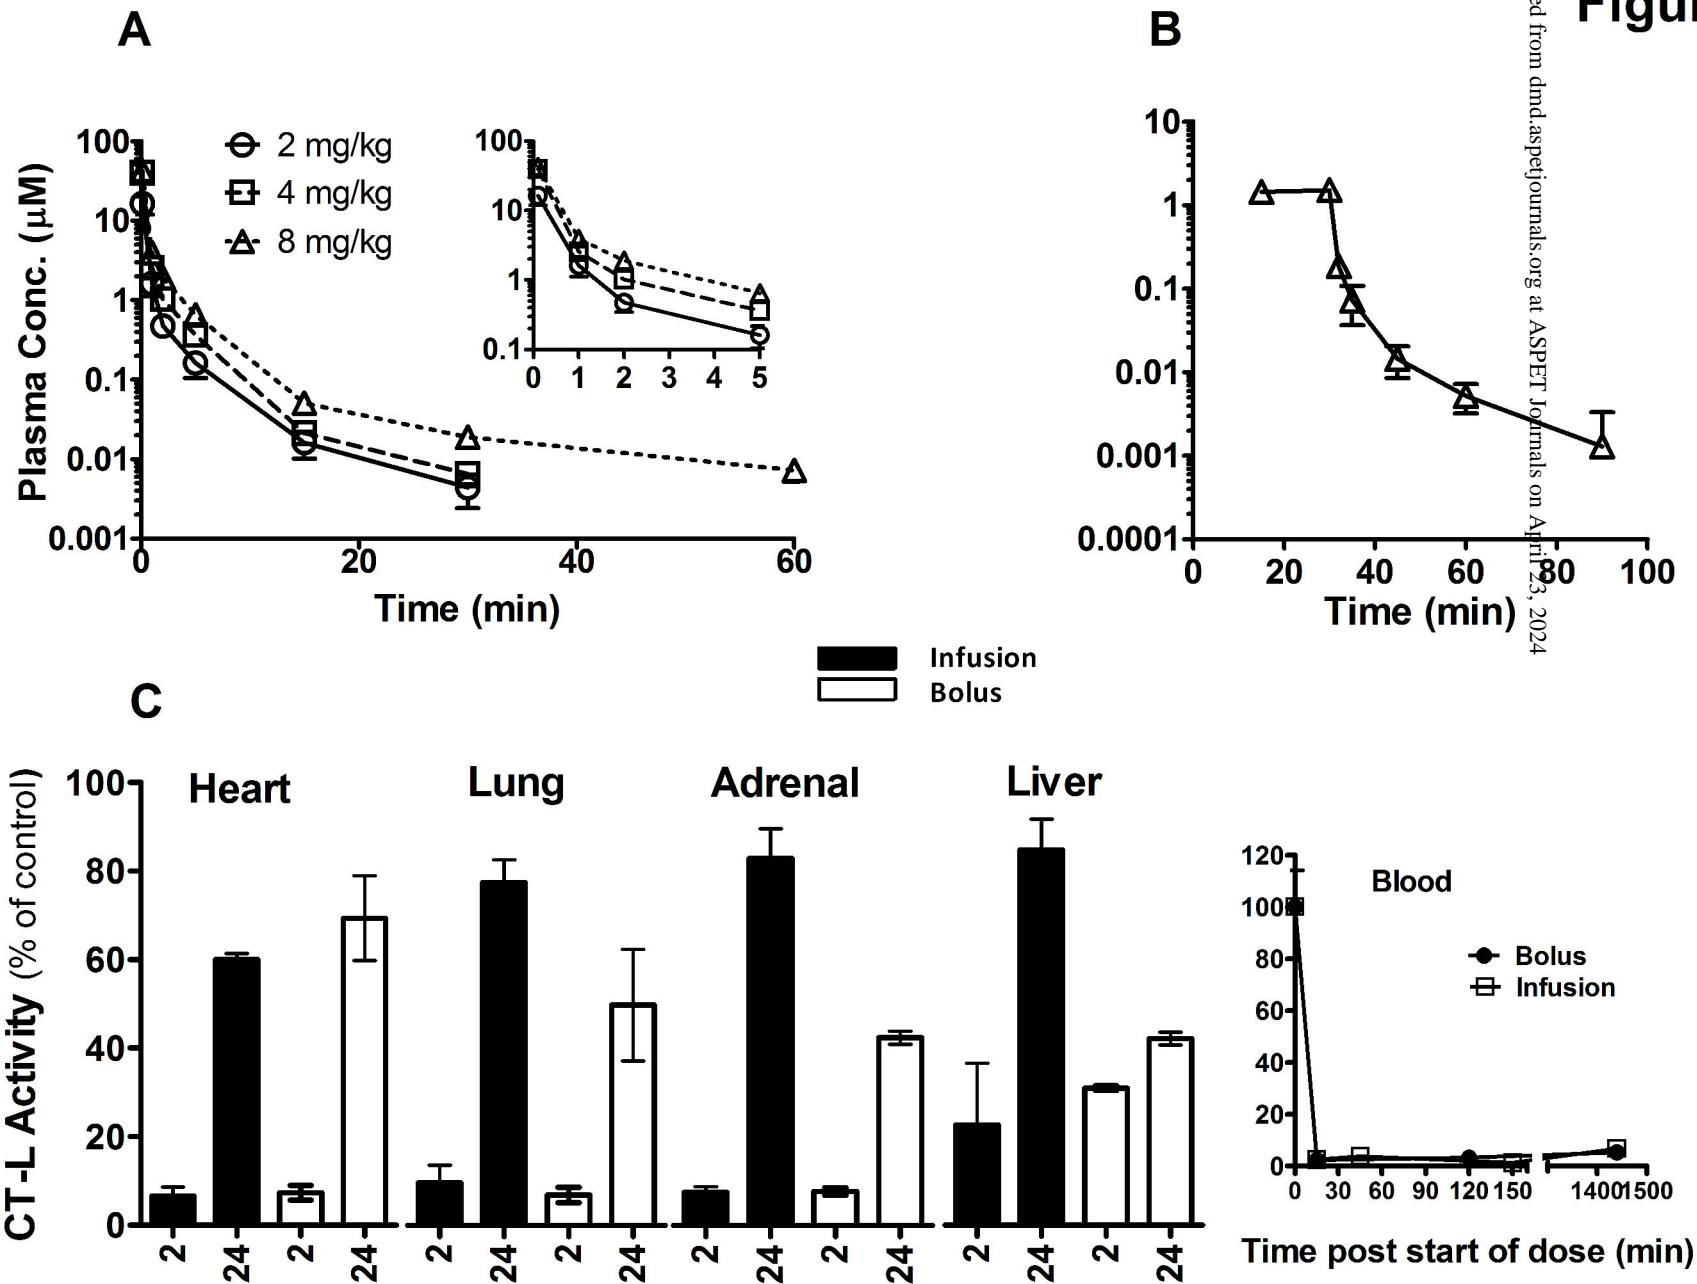 A
B
Figur
ed from dmd.aspetjournals.org at ASPET Journals on April 23, 2024
Plasma Conc. (µM)
100
10
1
0.1
0.01
0.001
0
20
40
60
Time (min)
2 mg/kg
4 mg/kg
8 mg/kg
100
10
1
0.1
0 1 2 3 4 5
10
1
0.1
0.01
0.001
0.0001
0 20 40 60 80 100
Time (min)
Infusion
Bolus
C
CT-L Activity (% of control)
100
80
60
40
20
0
Heart
Lung
Adrenal
Liver
2 24 2 24
2 24 2 24
2 24 2 24
2 24 2 24
Blood
Bolus
Infusion
120
100
80
60
40
20
0
0 30 60 90 120 150 1400 1500
Time post start of dose (min)